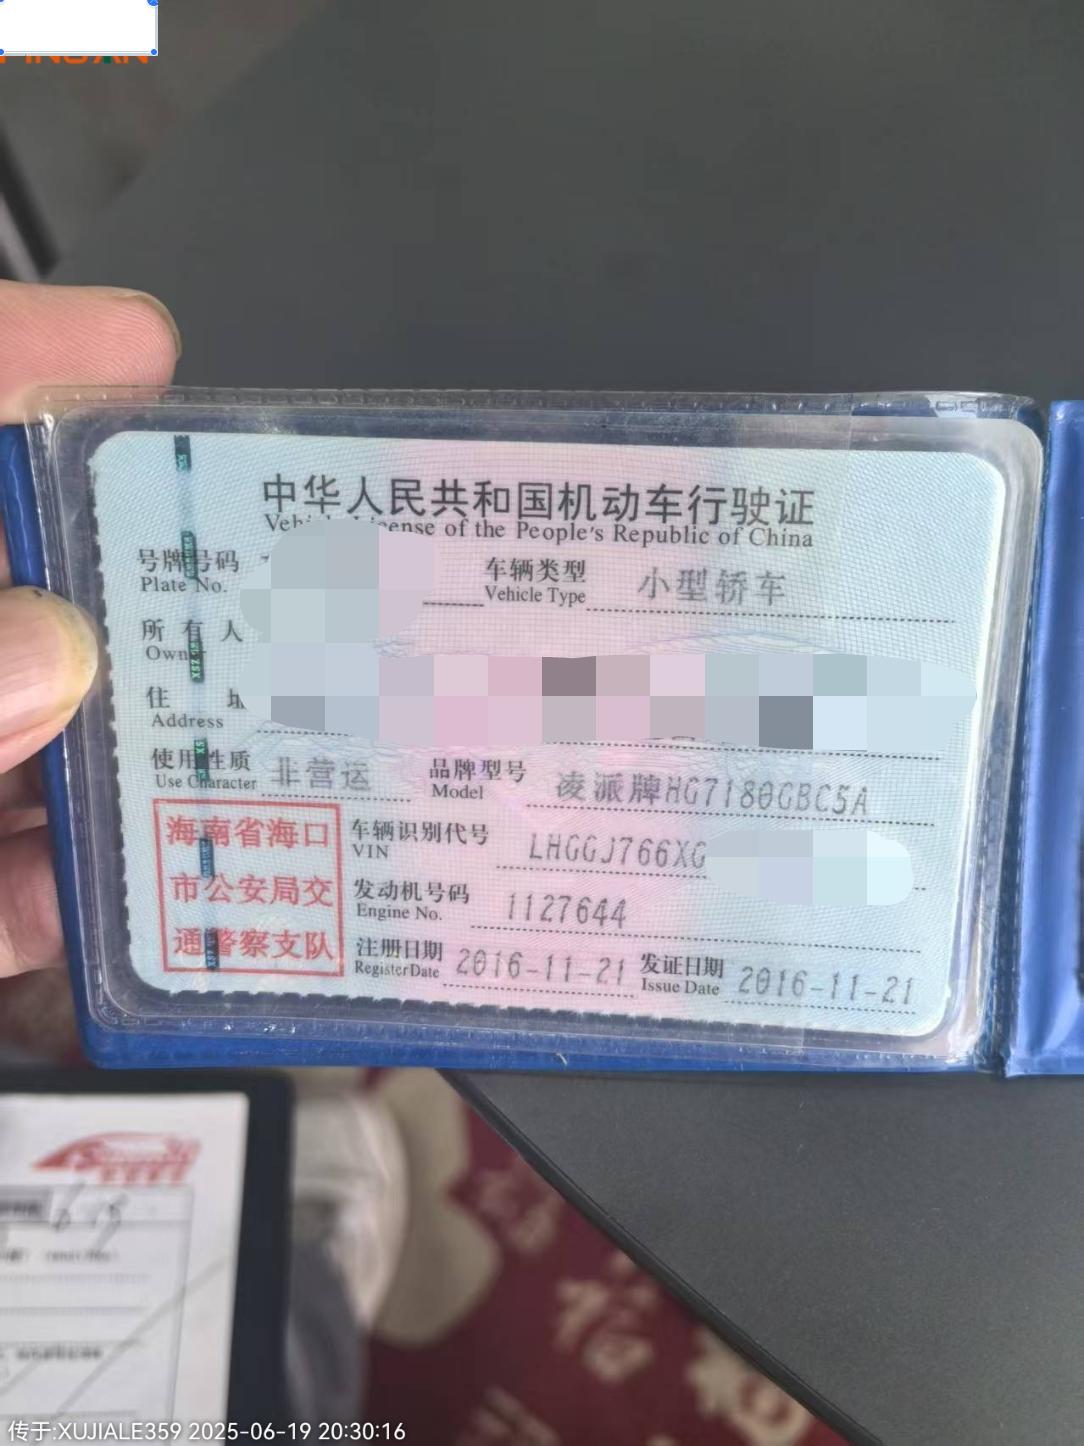 中华人民共和国机动车行驶证
Vehicle License of the People's Republic of China
号牌号码
Plate No.
车辆类型 小型轿车
Vehicle Type
所有人
Owner
住址
Address
使用性质 非营运
Use Character
品牌型号 凌派牌HG7180GBC5A
Model
海南省海口
市公安局交
通警察支队
车辆识别代号 LHGGJ766XG
VIN
发动机号码 1127644
Engine No.
注册日期 2016-11-21
Register Date
发证日期 2016-11-21
Issue Date
传于:XUJIALE359 2025-06-19 20:30:16